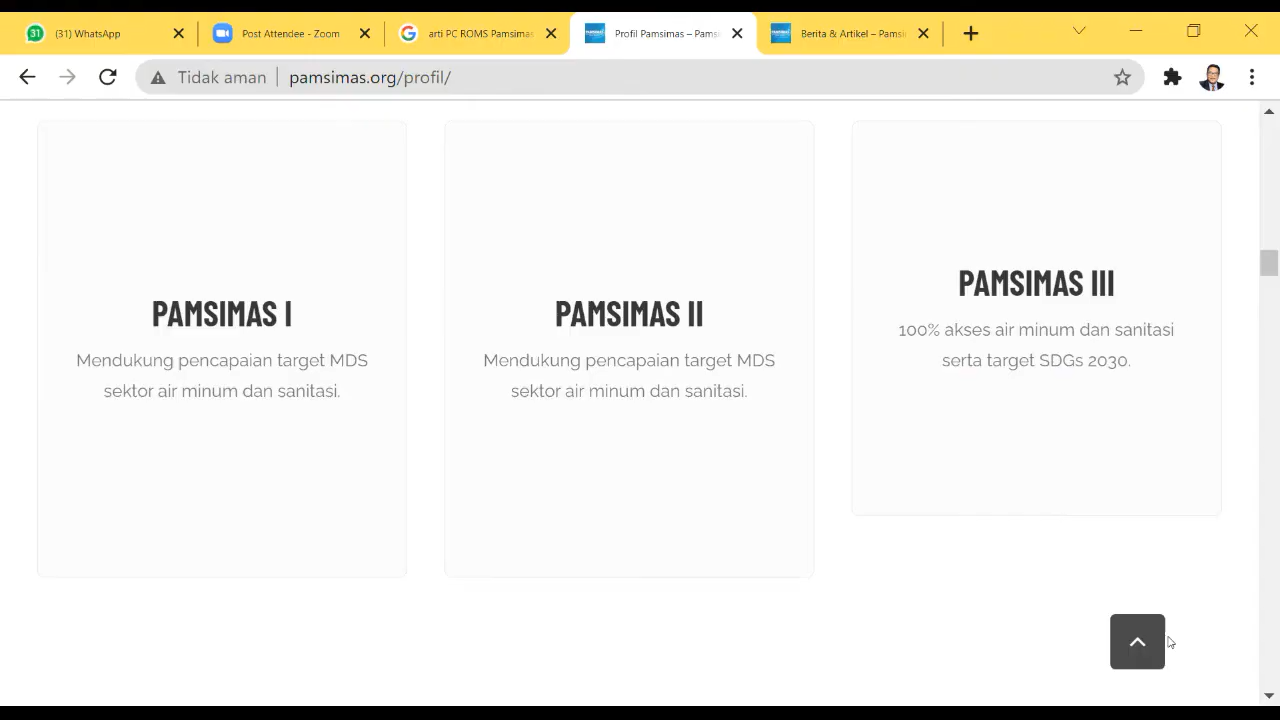 31
(31) WhatsApp
Post Attendee - Zoom
arti PC ROMS Pamsimas
Profil Pamsimas – Pams
Berita & Artikel – Pamsi
Tidak aman
pamsimas.org/profil/
PAMSIMAS I
Mendukung pencapaian target MDS
sektor air minum dan sanitasi.
PAMSIMAS II
Mendukung pencapaian target MDS
sektor air minum dan sanitasi.
PAMSIMAS III
100% akses air minum dan sanitasi
serta target SDGs 2030.